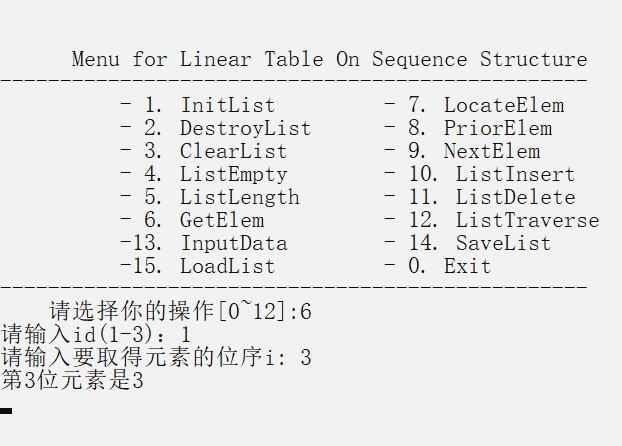 Menu for Linear Table On Sequence Structure
-------------------------------------------------
- 1. InitList - 7. LocateElem
- 2. DestroyList - 8. PriorElem
- 3. ClearList - 9. NextElem
- 4. ListEmpty - 10. ListInsert
- 5. ListLength - 11. ListDelete
- 6. GetElem - 12. ListTraverse
-13. InputData - 14. SaveList
-15. LoadList - 0. Exit
-------------------------------------------------
请选择你的操作[0~12]:6
请输入id(1-3): 1
请输入要取得元素的位序i: 3
第3位元素是3